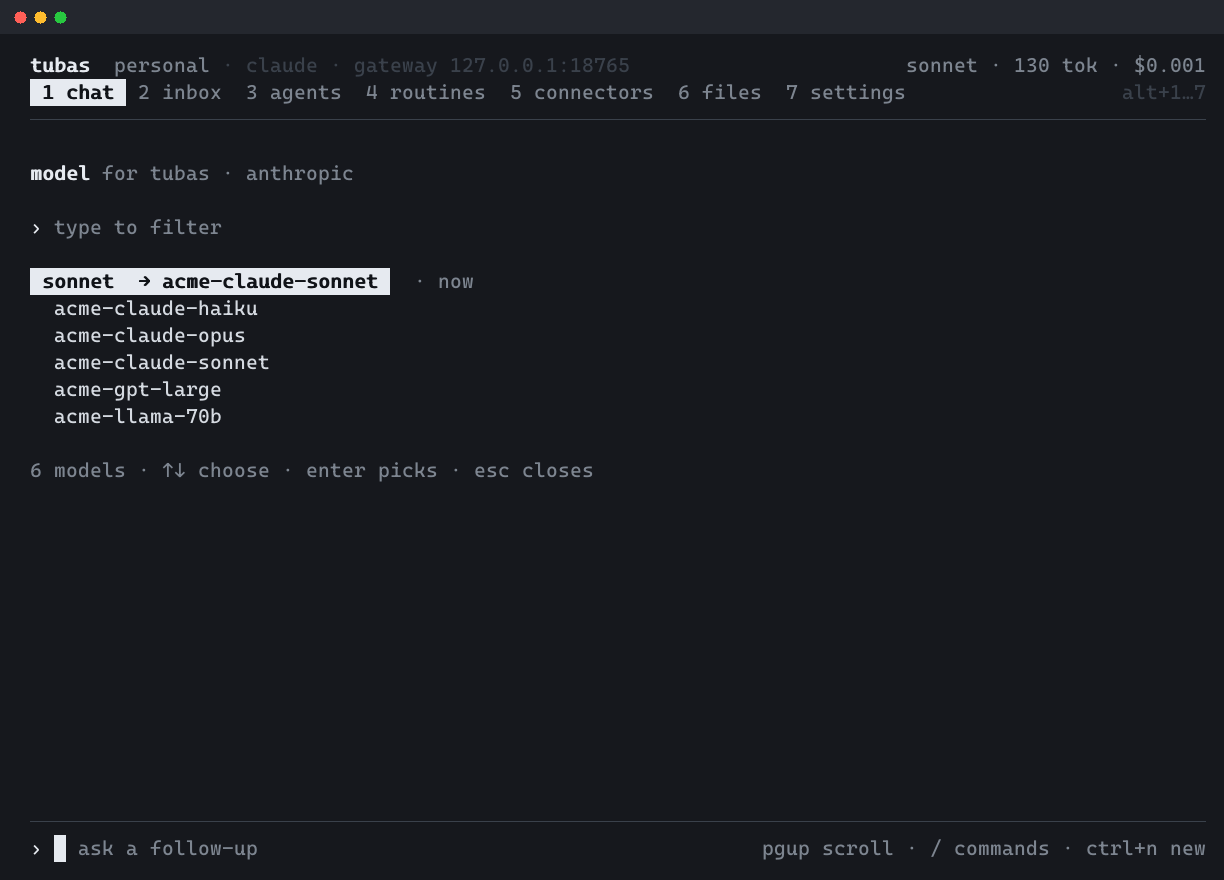 tubas personal · claude · gateway 127.0.0.1:18765 sonnet · 130 tok · $0.001
1 chat 2 inbox 3 agents 4 routines 5 connectors 6 files 7 settings alt+1…7
model for tubas · anthropic
› type to filter
sonnet → acme-claude-sonnet · now
acme-claude-haiku
acme-claude-opus
acme-claude-sonnet
acme-gpt-large
acme-llama-70b
6 models · ↑↓ choose · enter picks · esc closes
› ask a follow-up pgup scroll · / commands · ctrl+n new